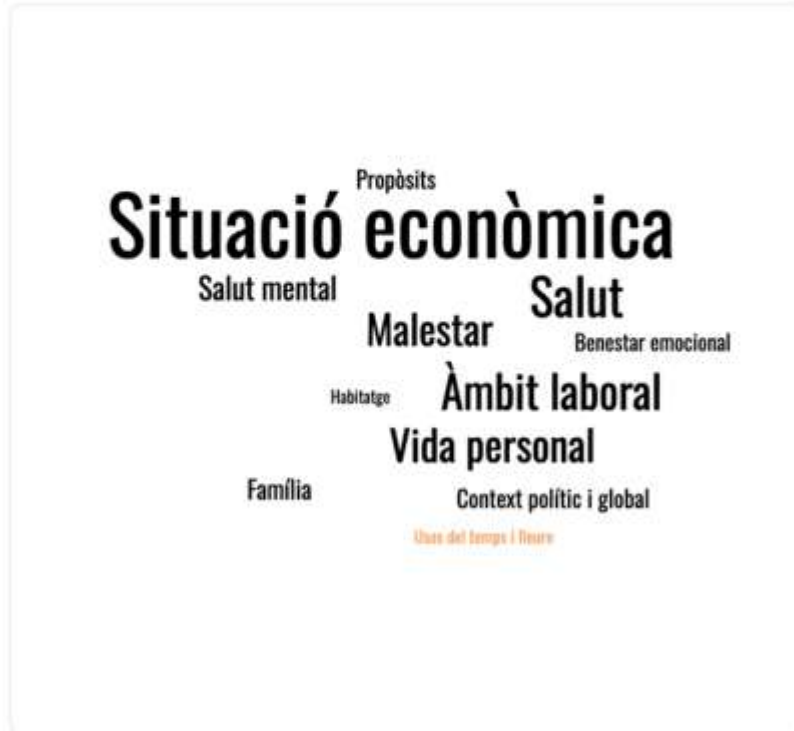 Propòsits
Situació econòmica
Salut mental
Salut
Malestar
Benestar emocional
Habitatge
Àmbit laboral
Vida personal
Família
Context polític i global
Usos del temps i lleure